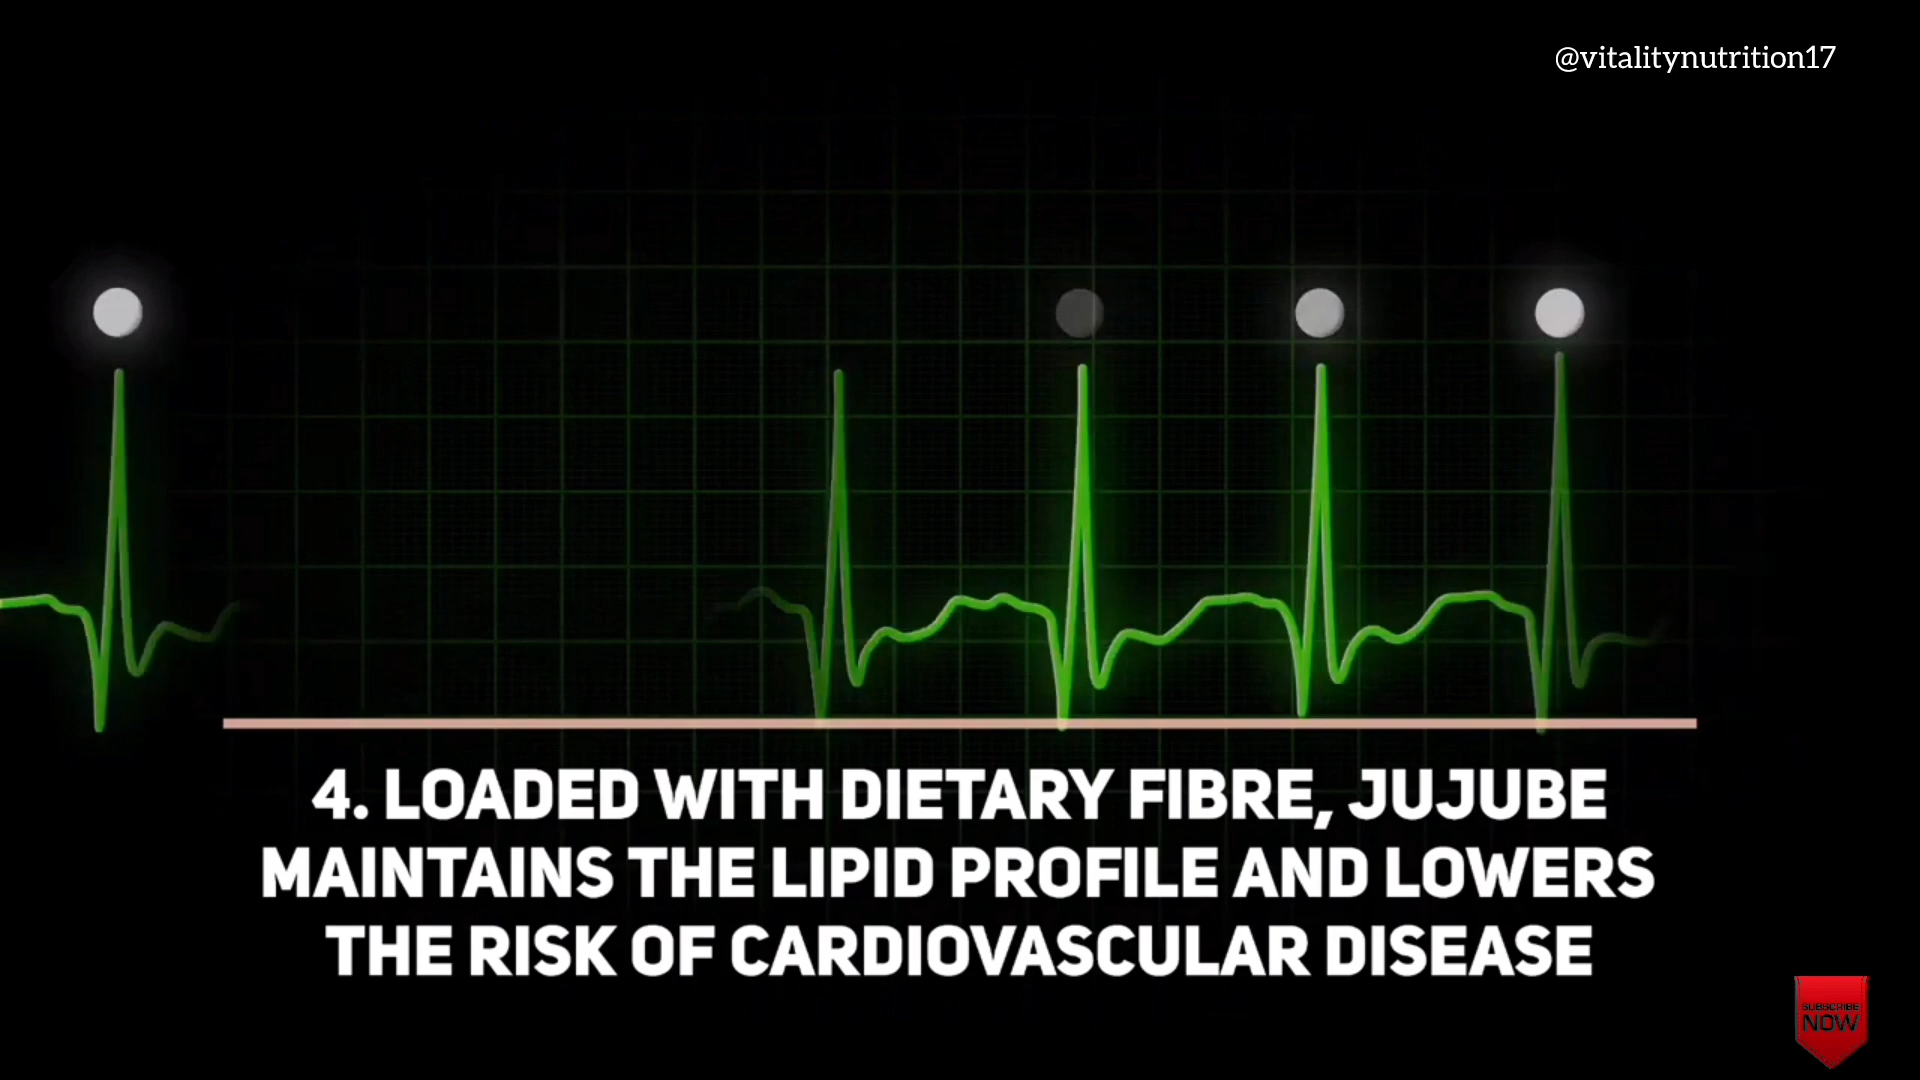 @vitalitynutrition17
4. LOADED WITH DIETARY FIBRE, JUJUBE
MAINTAINS THE LIPID PROFILE AND LOWERS
THE RISK OF CARDIOVASCULAR DISEASE
SUBSCRIBE
NOW